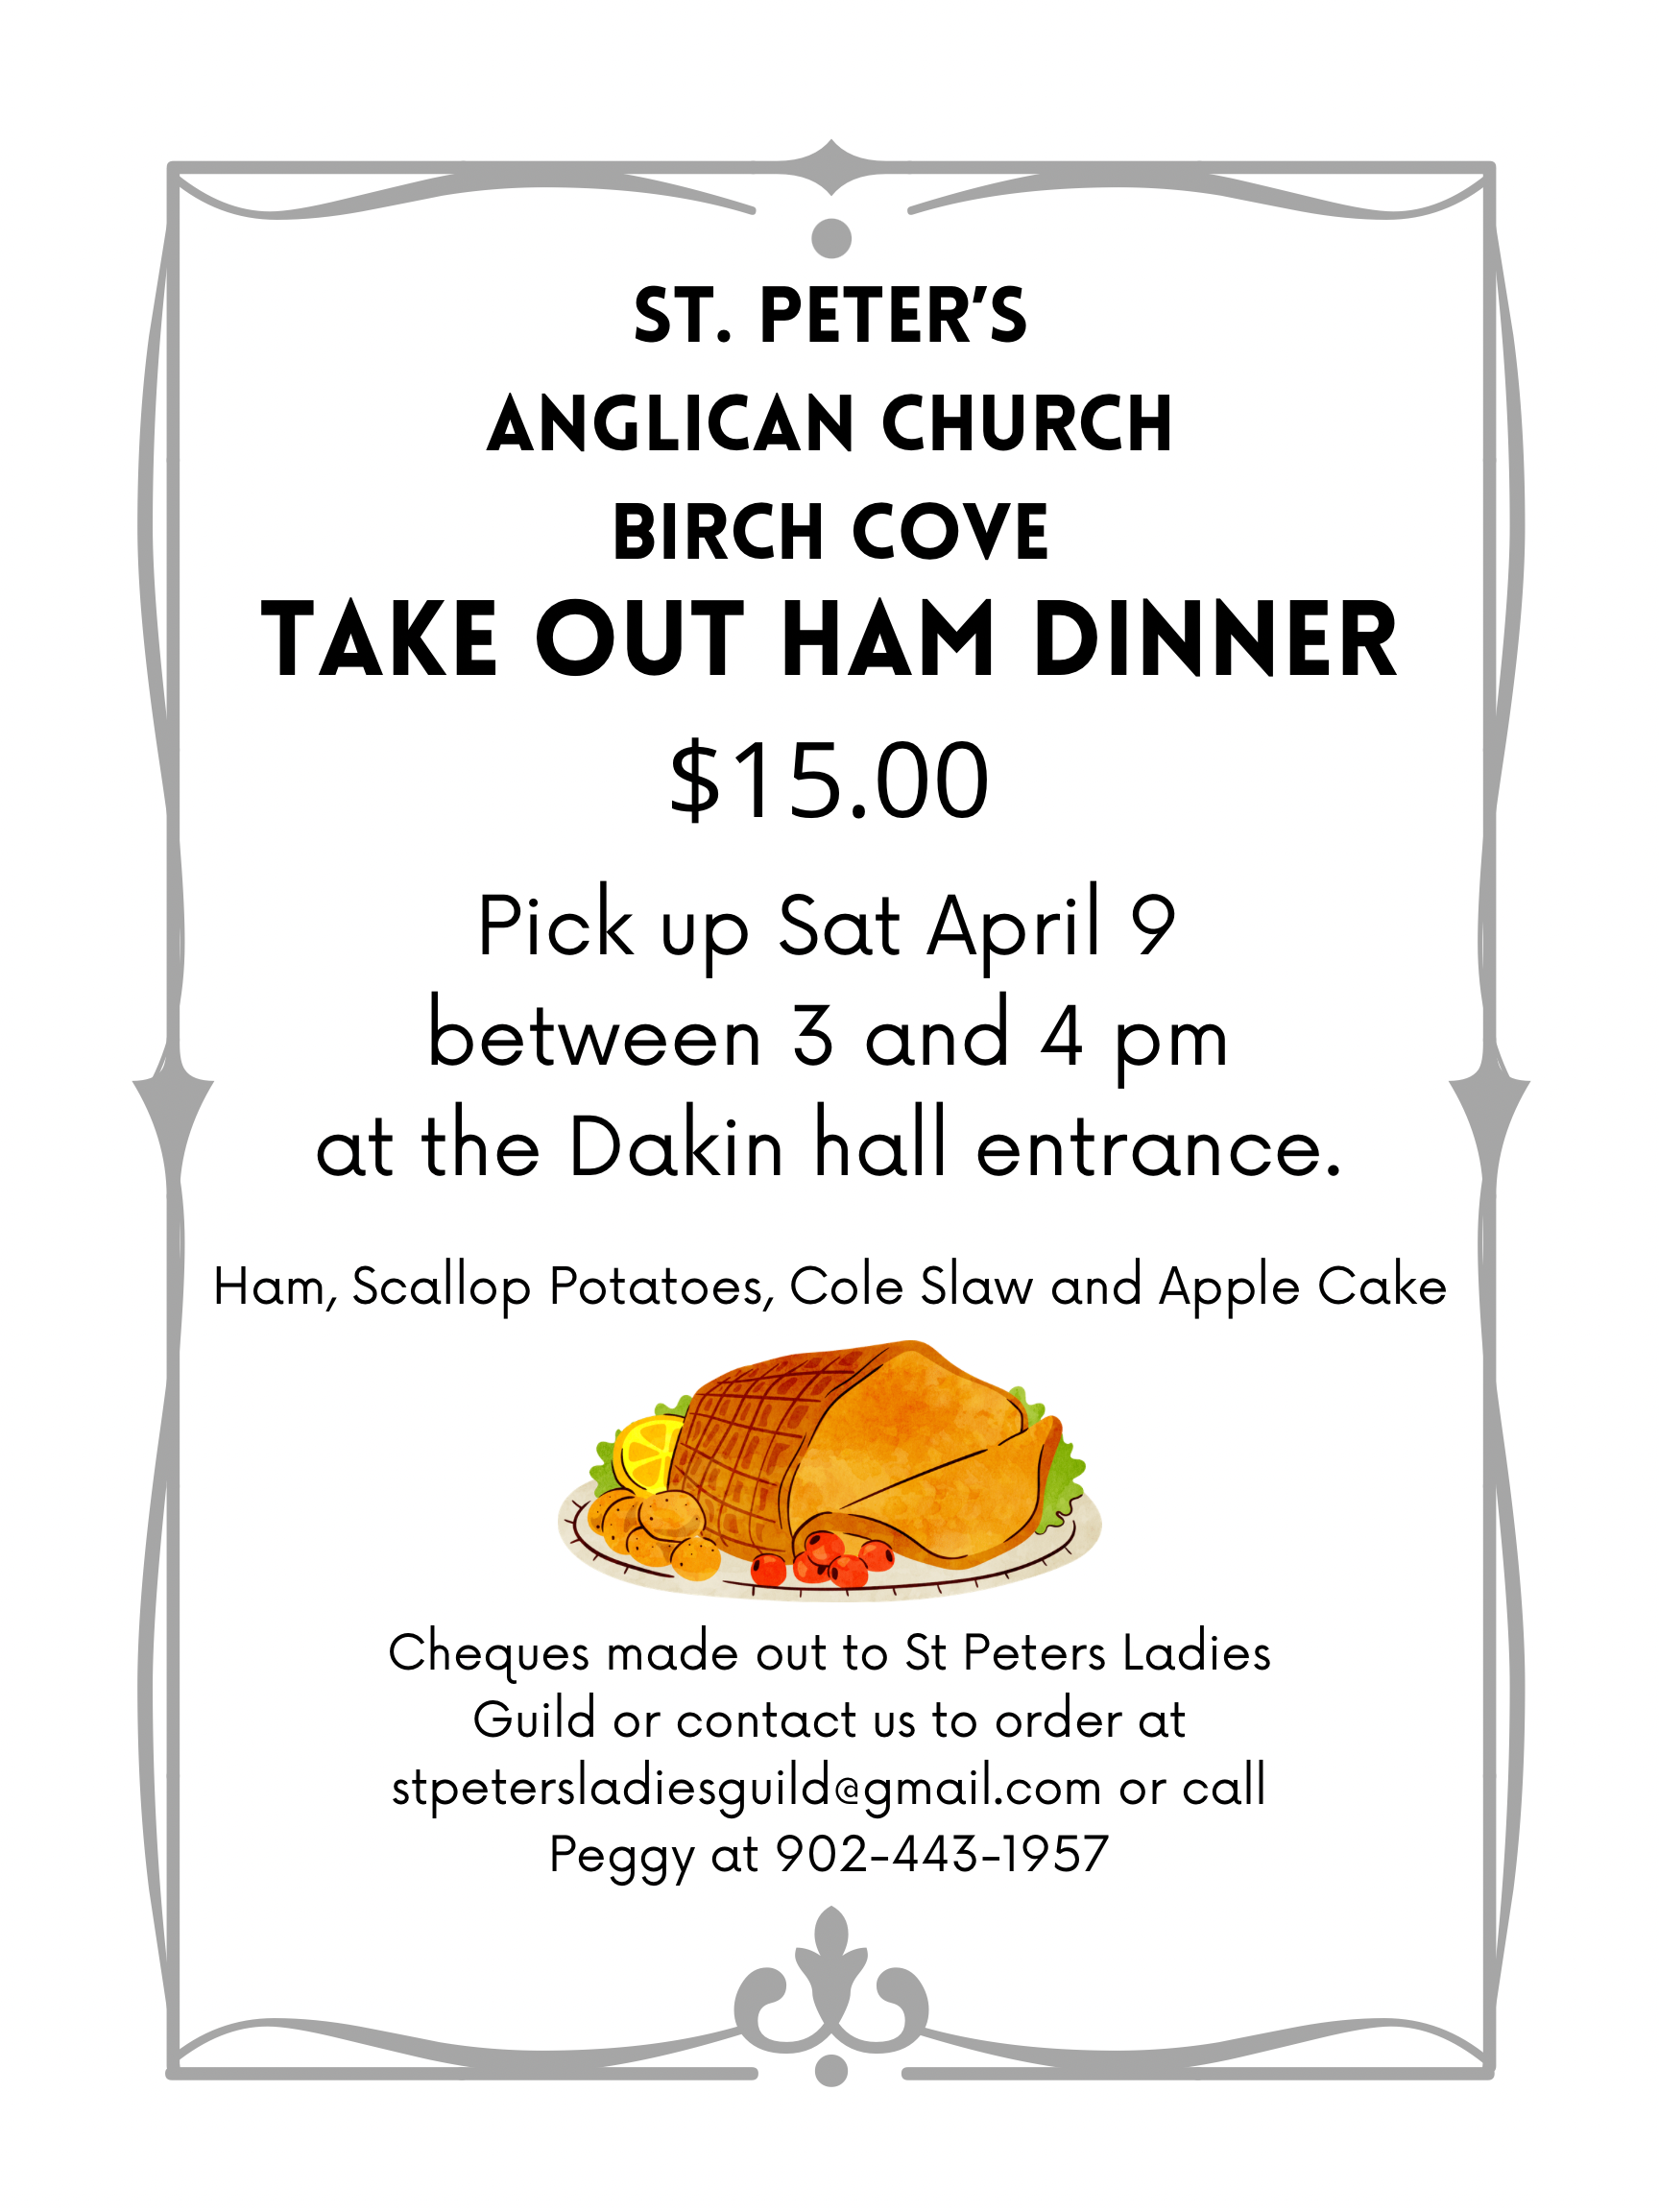 ST. PETER'S
ANGLICAN CHURCH
BIRCH COVE
TAKE OUT HAM DINNER
$15.00
Pick up Sat April 9
between 3 and 4 pm
at the Dakin hall entrance.
Ham, Scallop Potatoes, Cole Slaw and Apple Cake
Cheques made out to St Peters Ladies
Guild or contact us to order at
stpetersladiesguild@gmail.com or call
Peggy at 902-443-1957